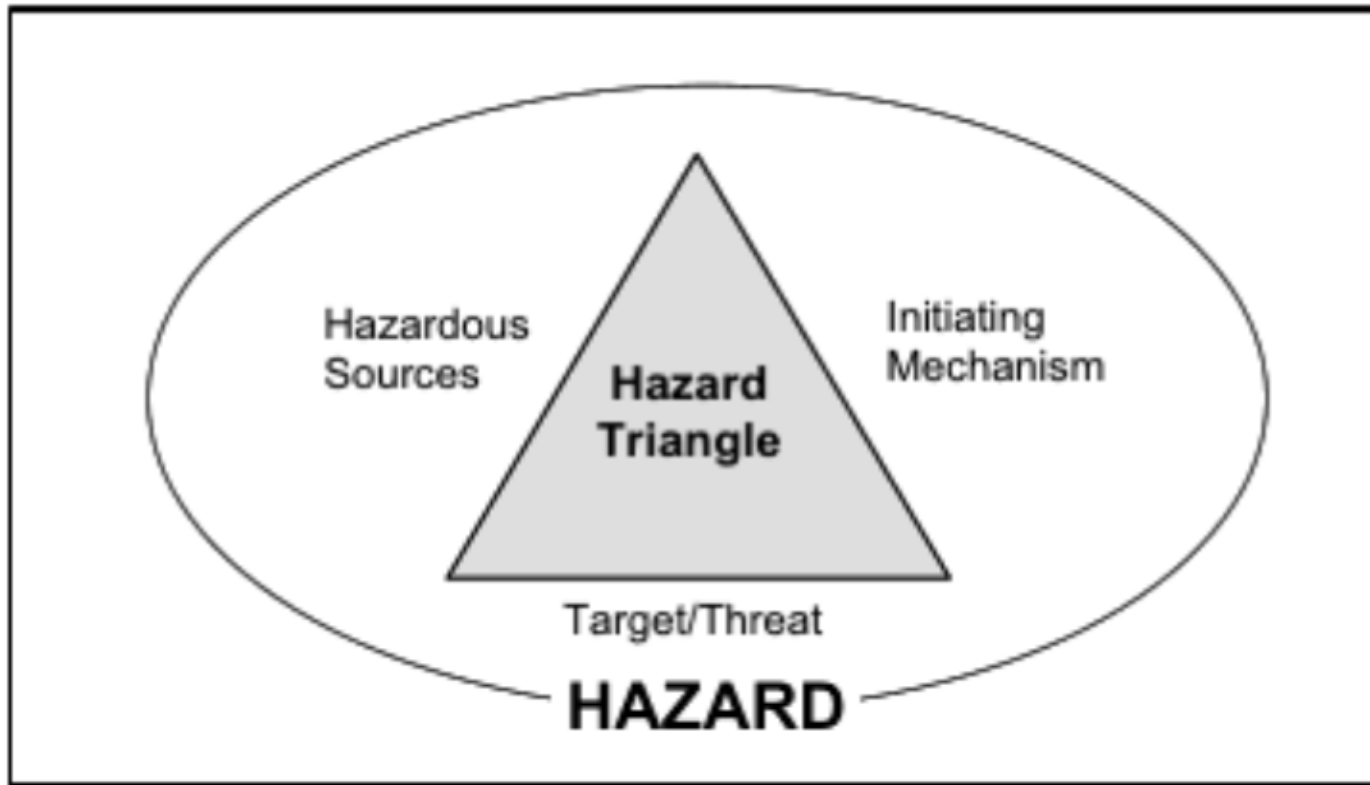 Hazardous
Sources
Initiating
Mechanism
Hazard
Triangle
Target/Threat
HAZARD